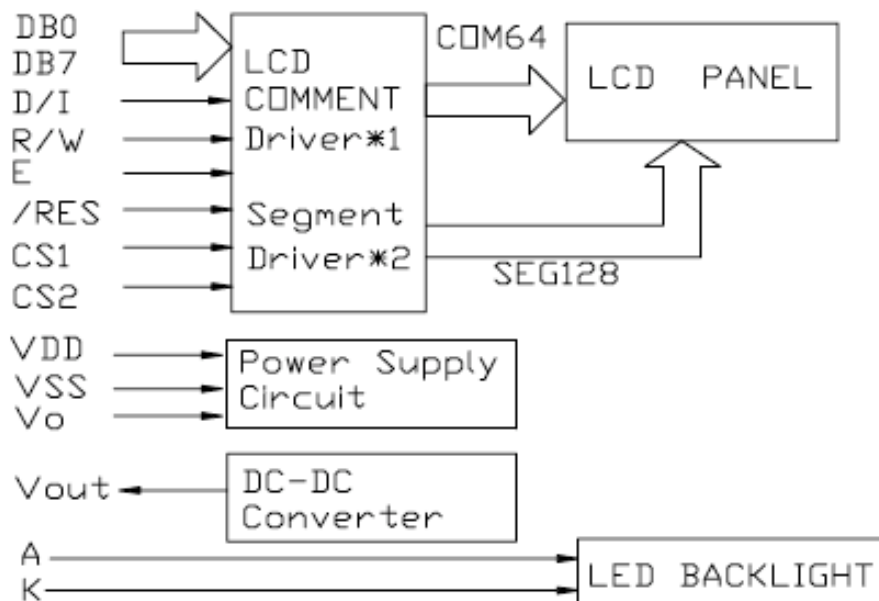 DB0
DB7
D/I
R/W
E
/RES
CS1
CS2
LCD
COMMENT
Driver*1
Segment
Driver*2
COM64
SEG128
LCD PANEL
VDD
VSS
Vo
Power Supply
Circuit
Vout
DC-DC
Converter
A
K
LED BACKLIGHT